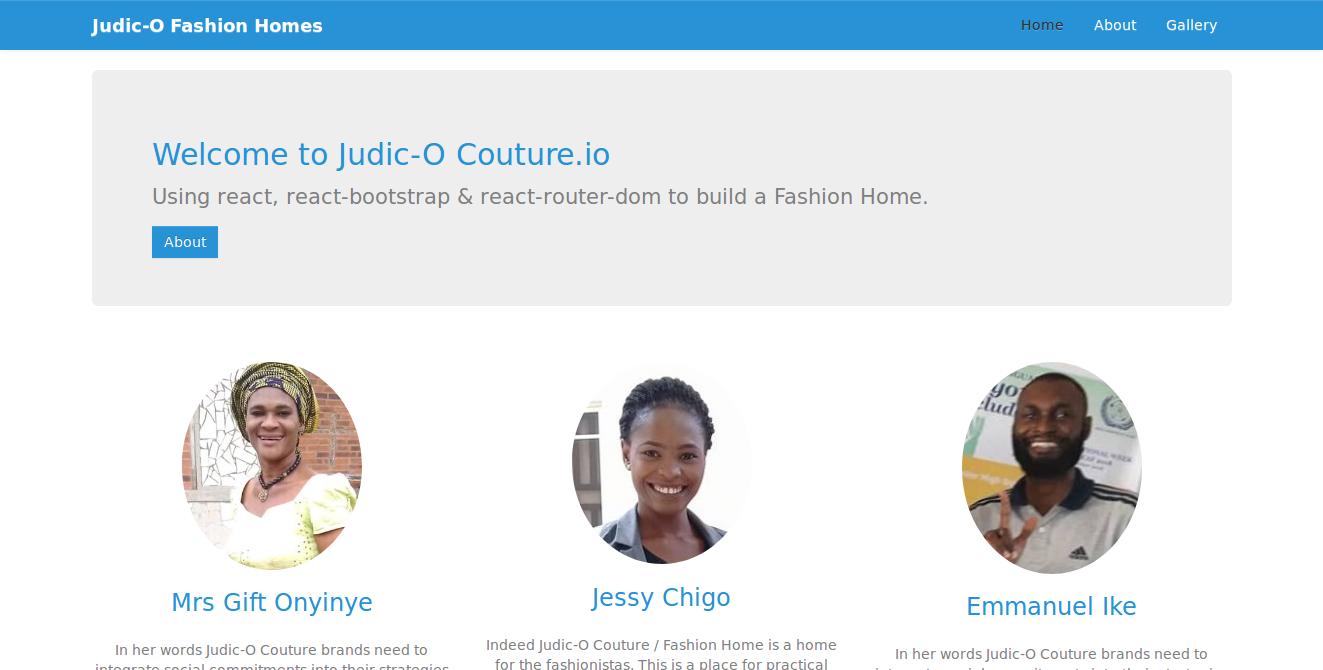 Judic-O Fashion Homes
Home About Gallery
Welcome to Judic-O Couture.io
Using react, react-bootstrap & react-router-dom to build a Fashion Home.
About
Mrs Gift Onyinye
In her words Judic-O Couture brands need to
integrate social commitments into their strategies
Jessy Chigo
Indeed Judic-O Couture / Fashion Home is a home
for the fashionistas. This is a place for practical
Emmanuel Ike
In her words Judic-O Couture brands need to